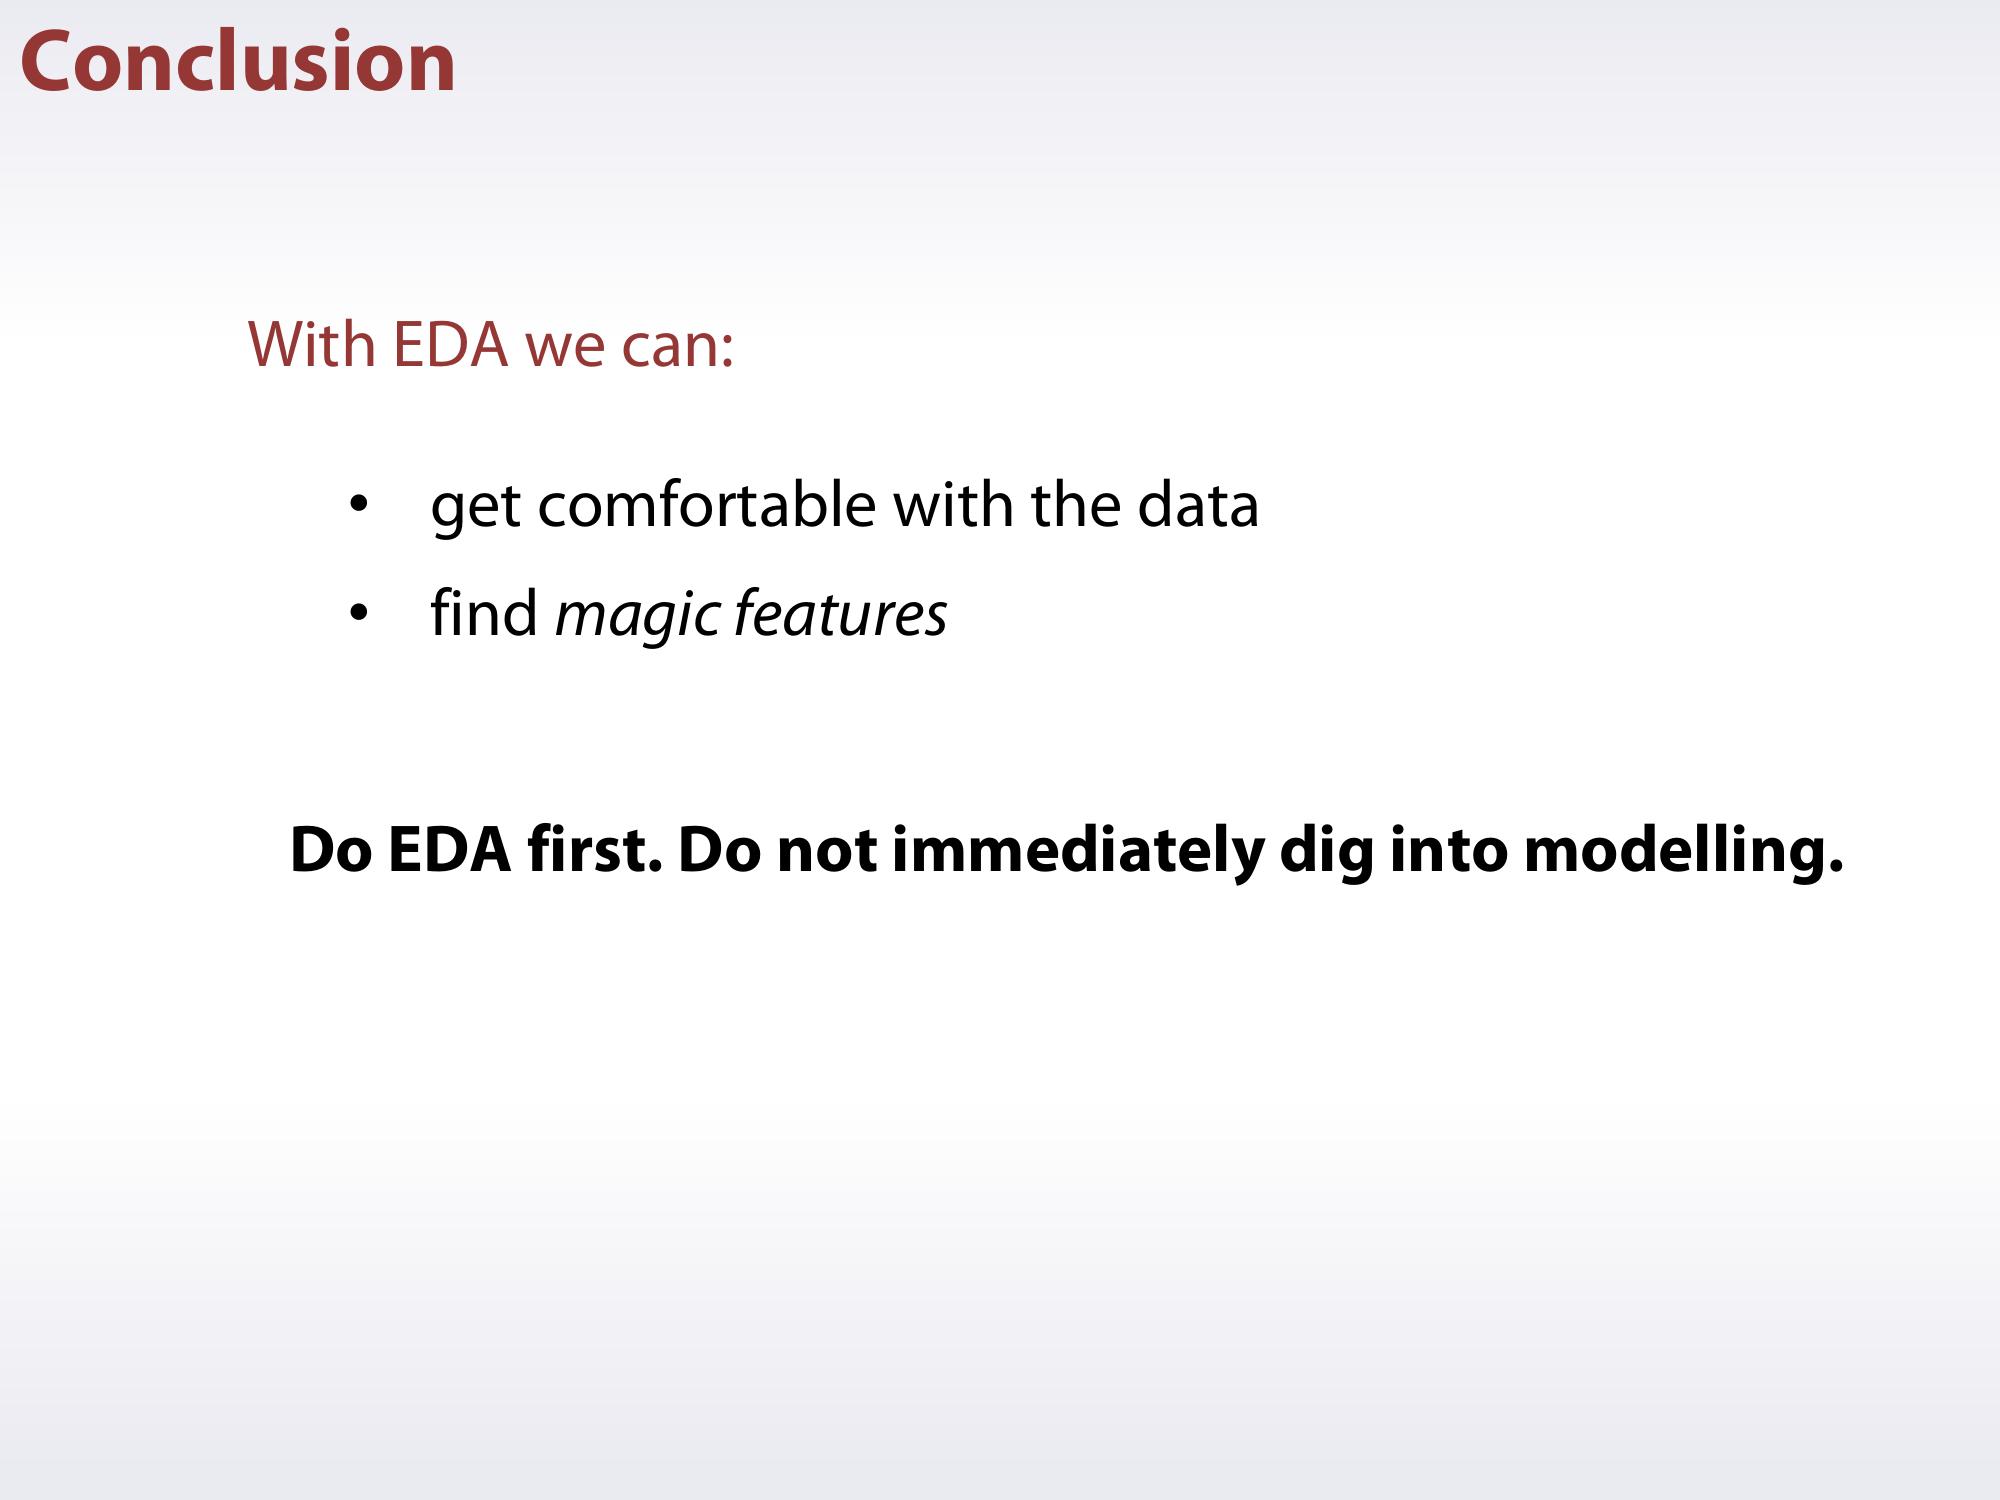 Conclusion
With EDA we can:
• get comfortable with the data
• find magic features
Do EDA first. Do not immediately dig into modelling.